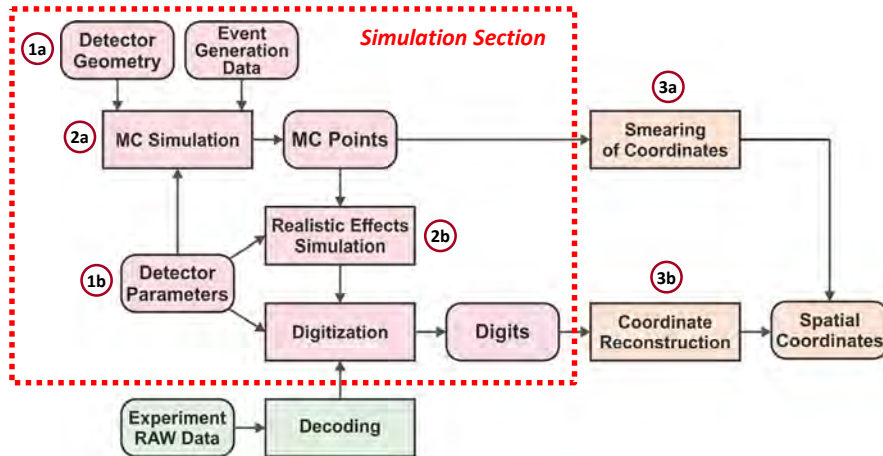 Simulation Section
1a
Detector
Geometry
Event
Generation
Data
3a
2a
MC Simulation
MC Points
Smearing
of Coordinates
Realistic Effects
Simulation
2b
1b
Detector
Parameters
3b
Digitization
Digits
Coordinate
Reconstruction
Spatial
Coordinates
Experiment
RAW Data
Decoding